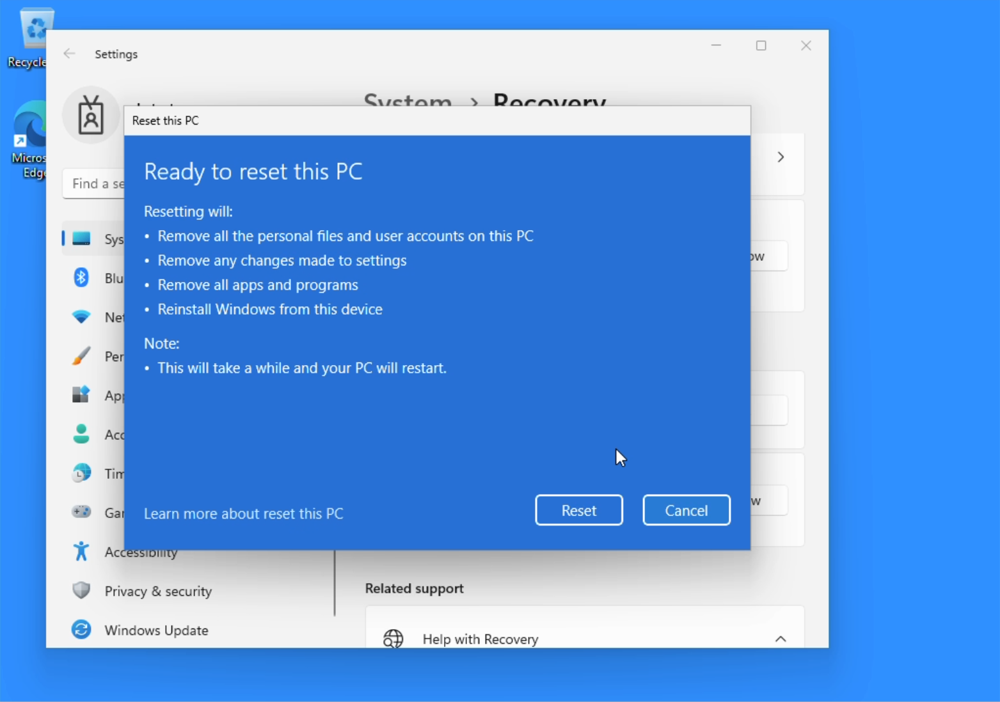 Recycle
Micros
Edge
Settings
System > Recovery
Reset this PC
Find a se
Ready to reset this PC
Resetting will:
• Remove all the personal files and user accounts on this PC
• Remove any changes made to settings
• Remove all apps and programs
• Reinstall Windows from this device
Note:
• This will take a while and your PC will restart.
Learn more about reset this PC
Reset
Cancel
Sys
Blu
Net
Per
App
Acc
Tim
Gar
Accessibility
Privacy & security
Windows Update
ow
w
Related support
Help with Recovery